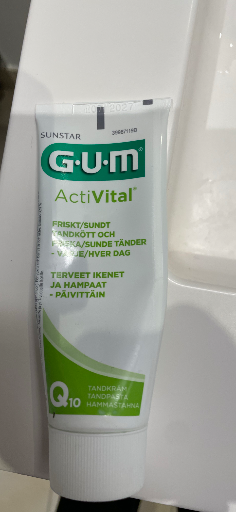 SUNSTAR
G·U·M®
ActiVital®
FRISKT/SUNDT
TANDKÖTT OCH
FRISKA/SUNDE TÄNDER
- VARJE/HVER DAG
TERVEET IKENET
JA HAMPAAT
- PÄIVITTÄIN
Q10
TANDKRÄM
TANDPASTA
HAMMASTAHNA